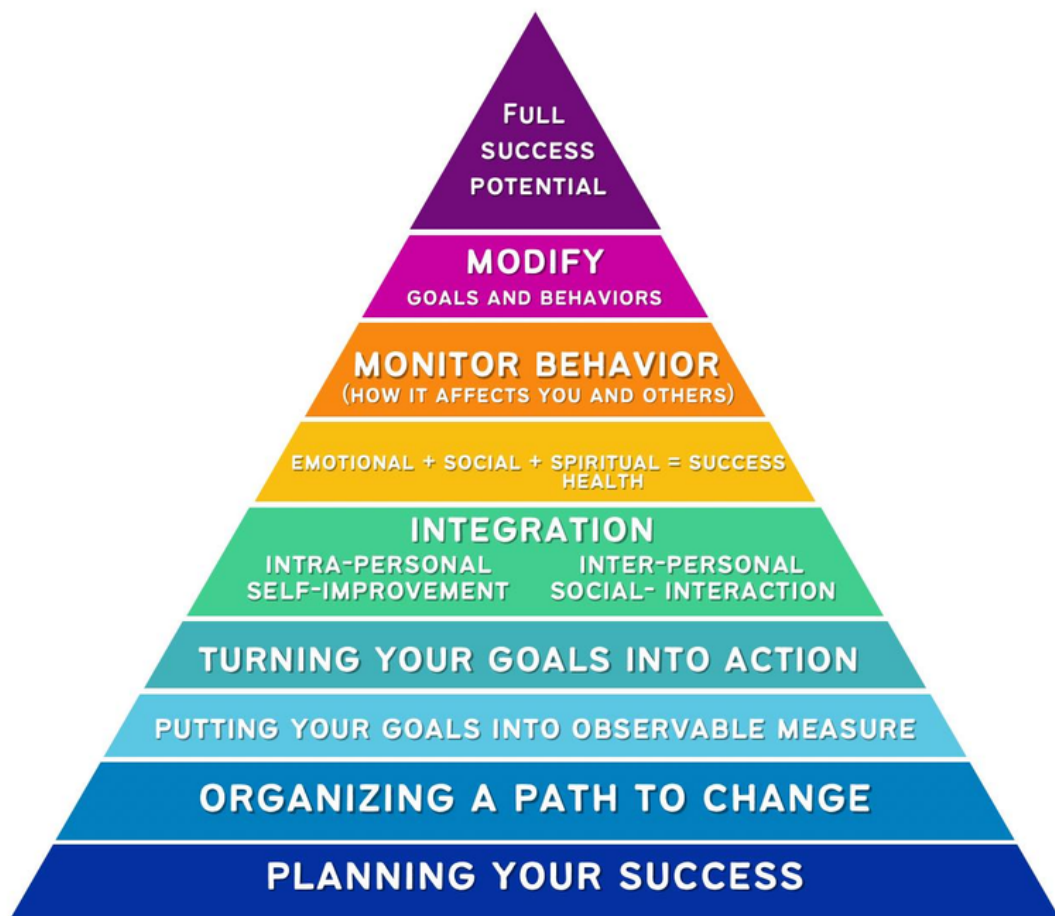 FULL
SUCCESS
POTENTIAL
MODIFY
GOALS AND BEHAVIORS
MONITOR BEHAVIOR
(HOW IT AFFECTS YOU AND OTHERS)
EMOTIONAL + SOCIAL + SPIRITUAL = SUCCESS
HEALTH
INTEGRATION
INTRA-PERSONAL INTER-PERSONAL
SELF-IMPROVEMENT SOCIAL- INTERACTION
TURNING YOUR GOALS INTO ACTION
PUTTING YOUR GOALS INTO OBSERVABLE MEASURE
ORGANIZING A PATH TO CHANGE
PLANNING YOUR SUCCESS